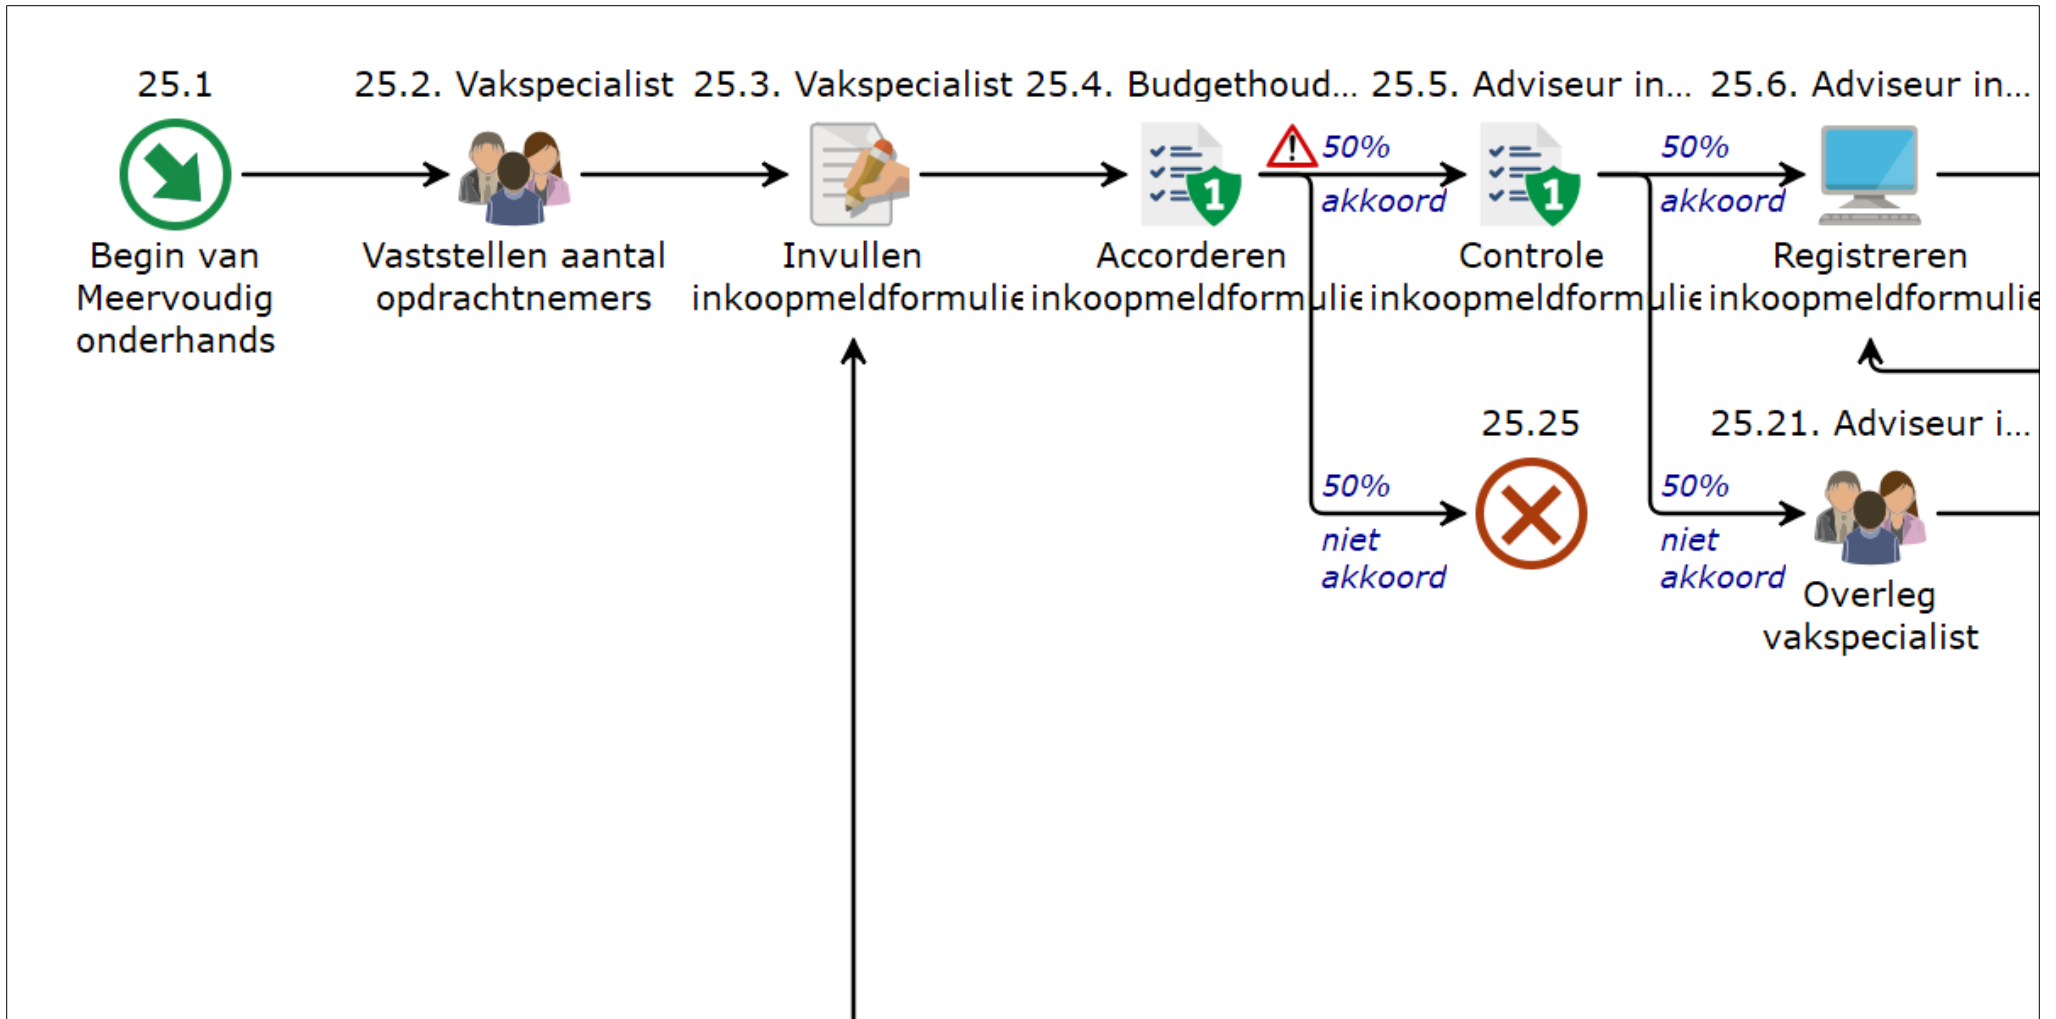 25.1
25.2. Vakspecialist
25.3. Vakspecialist
25.4. Budgethoud...
25.5. Adviseur in...
25.6. Adviseur in...
50%
akkoord
50%
akkoord
1
1
Begin van
Meervoudig
onderhands
Vaststellen aantal
opdrachtnemers
Invullen
inkoopmeldformulie
Accorderen
inkoopmeldformulie
Controle
inkoopmeldformulie
Registreren
inkoopmeldformulie
25.25
25.21. Adviseur i...
50%
niet
akkoord
50%
niet
akkoord
Overleg
vakspecialist